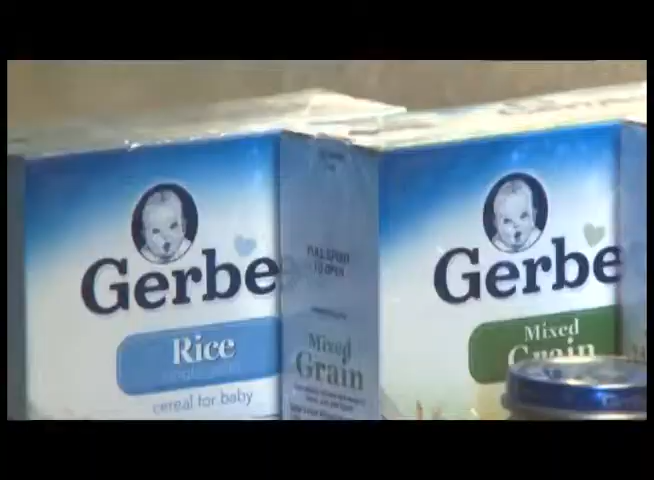 Gerbe
Rice
cereal for baby
PULL SPOUT
TO OPEN
Mixed
Grain
Gerbe
Mixed
Grain